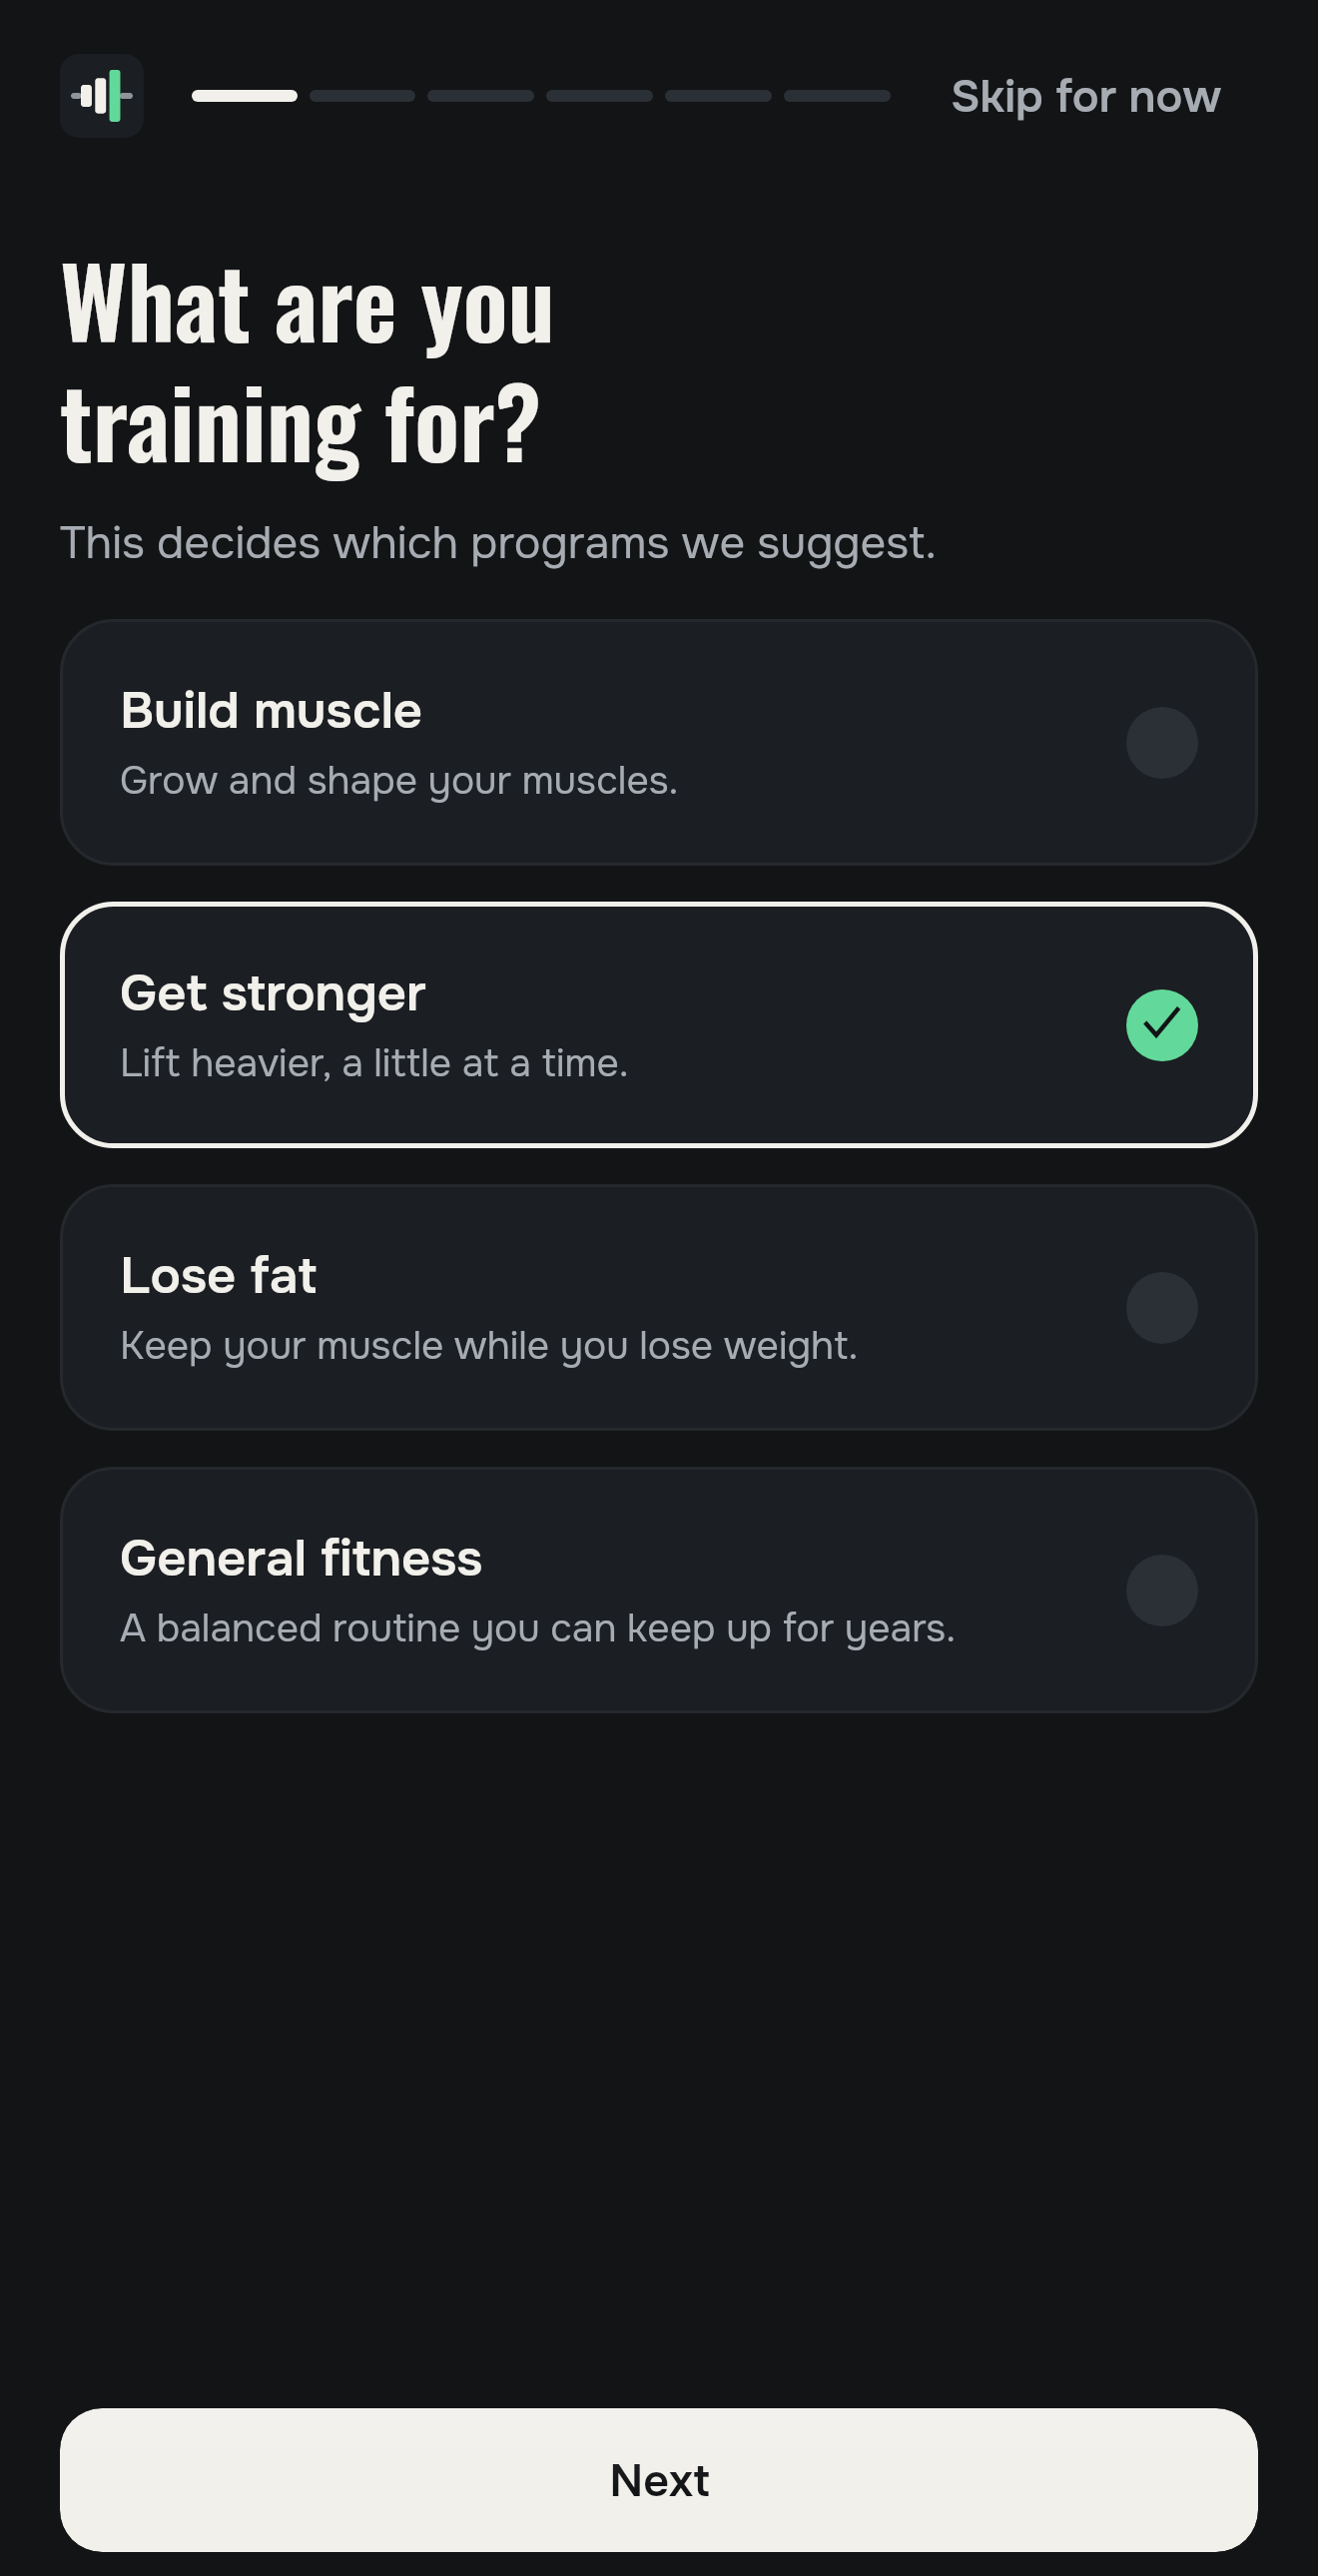 Skip for now
What are you
training for?
This decides which programs we suggest.
Build muscle
Grow and shape your muscles.
Get stronger
Lift heavier, a little at a time.
Lose fat
Keep your muscle while you lose weight.
General fitness
A balanced routine you can keep up for years.
Next